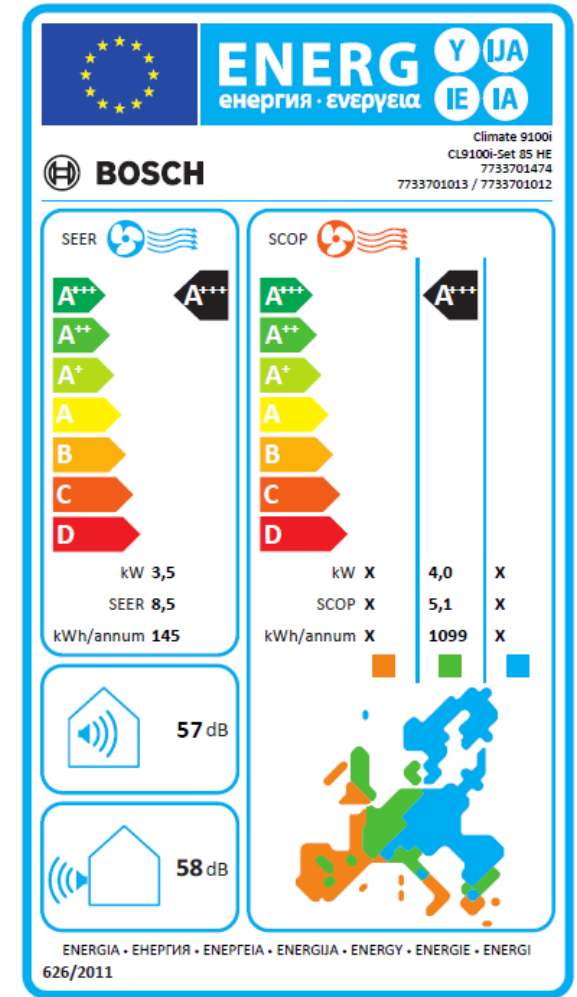 ENERG
енергия · ενεργεια
Y IJA
IE IA
BOSCH
Climate 9100i
CL9100i-Set 85 HE
7733701474
7733701013 / 7733701012
SEER
A+++ A+++
A++
A+
A
B
C
D
kW 3,5
SEER 8,5
kWh/annum 145
SCOP
A+++ A+++
A++
A+
A
B
C
D
kW X 4,0 X
SCOP X 5,1 X
kWh/annum X 1099 X
57 dB
58 dB
ENERGIA • ЕНЕРГИЯ • ΕΝΕΡΓΕΙΑ • ENERGIJA • ENERGY • ENERGIE • ENERGI
626/2011